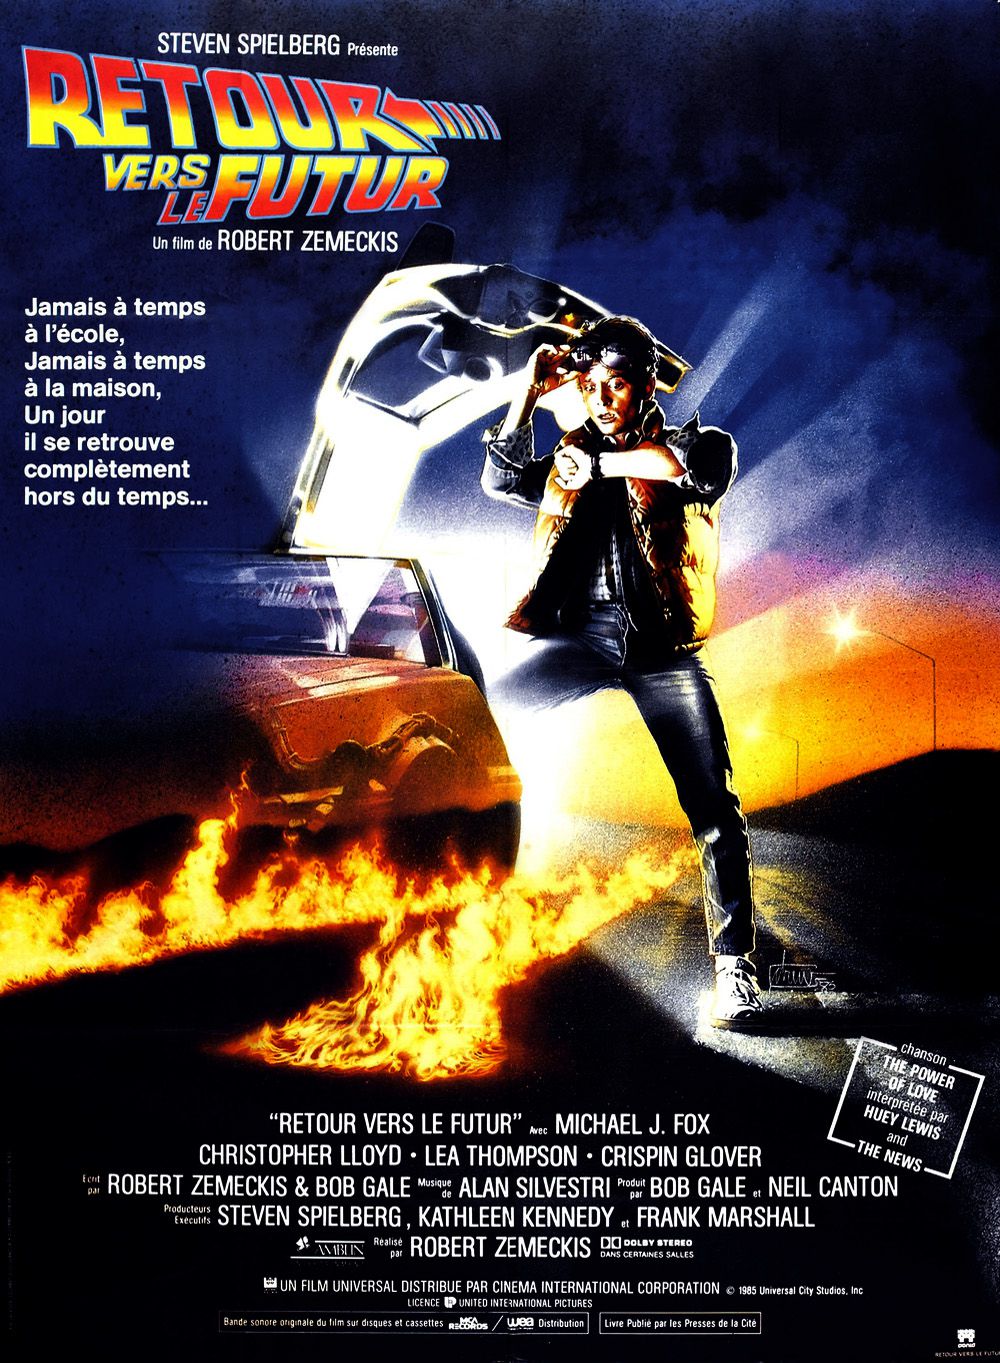 STEVEN SPIELBERG Présente
RETOUR
VERS
LE FUTUR
Un film de ROBERT ZEMECKIS
Jamais à temps
à l'école,
Jamais à temps
à la maison,
Un jour
il se retrouve
complètement
hors du temps...
chanson
THE POWER
OF LOVE
interprétée par
HUEY LEWIS
and
THE NEWS
"RETOUR VERS LE FUTUR" Avec MICHAEL J. FOX
CHRISTOPHER LLOYD • LEA THOMPSON • CRISPIN GLOVER
Ecrit par ROBERT ZEMECKIS & BOB GALE Musique de ALAN SILVESTRI Produit par BOB GALE et NEIL CANTON
Producteurs Exécutifs STEVEN SPIELBERG, KATHLEEN KENNEDY et FRANK MARSHALL
AMBLIN Réalisé par ROBERT ZEMECKIS DOLBY STEREO DANS CERTAINES SALLES
UN FILM UNIVERSAL DISTRIBUE PAR CINEMA INTERNATIONAL CORPORATION © 1985 Universal City Studios, Inc
LICENCE UNITED INTERNATIONAL PICTURES
Bande sonore originale du film sur disques et cassettes MCA RECORDS / wea Distribution Livre Publié par les Presses de la Cité
RETOUR VERS LE FUTUR